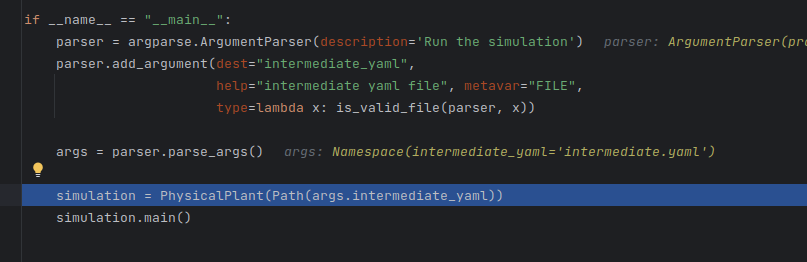 if __name__ == "__main__":
parser = argparse.ArgumentParser(description='Run the simulation') parser: ArgumentParser(pro
parser.add_argument(dest="intermediate_yaml",
help="intermediate yaml file", metavar="FILE",
type=lambda x: is_valid_file(parser, x))
args = parser.parse_args() args: Namespace(intermediate_yaml='intermediate.yaml')
simulation = PhysicalPlant(Path(args.intermediate_yaml))
simulation.main()